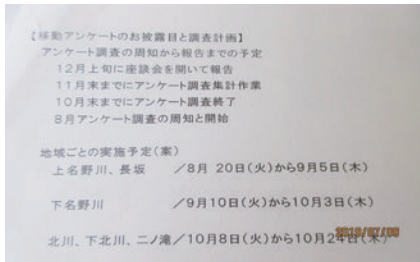 【移動アンケートのお披露目と調査計画】
アンケート調査の周知から報告までの予定
12月上旬に座談会を開いて報告
11月末までにアンケート調査集計作業
10月末までにアンケート調査終了
8月アンケート調査の周知と開始
地域ごとの実施予定（案）
上名野川、長坂 ／8月 20日(火)から9月5日(木)
下名野川 ／9月10日(火)から10月3日(木)
北川、下北川、二ノ滝／10月8日(火)から10月24日(木)